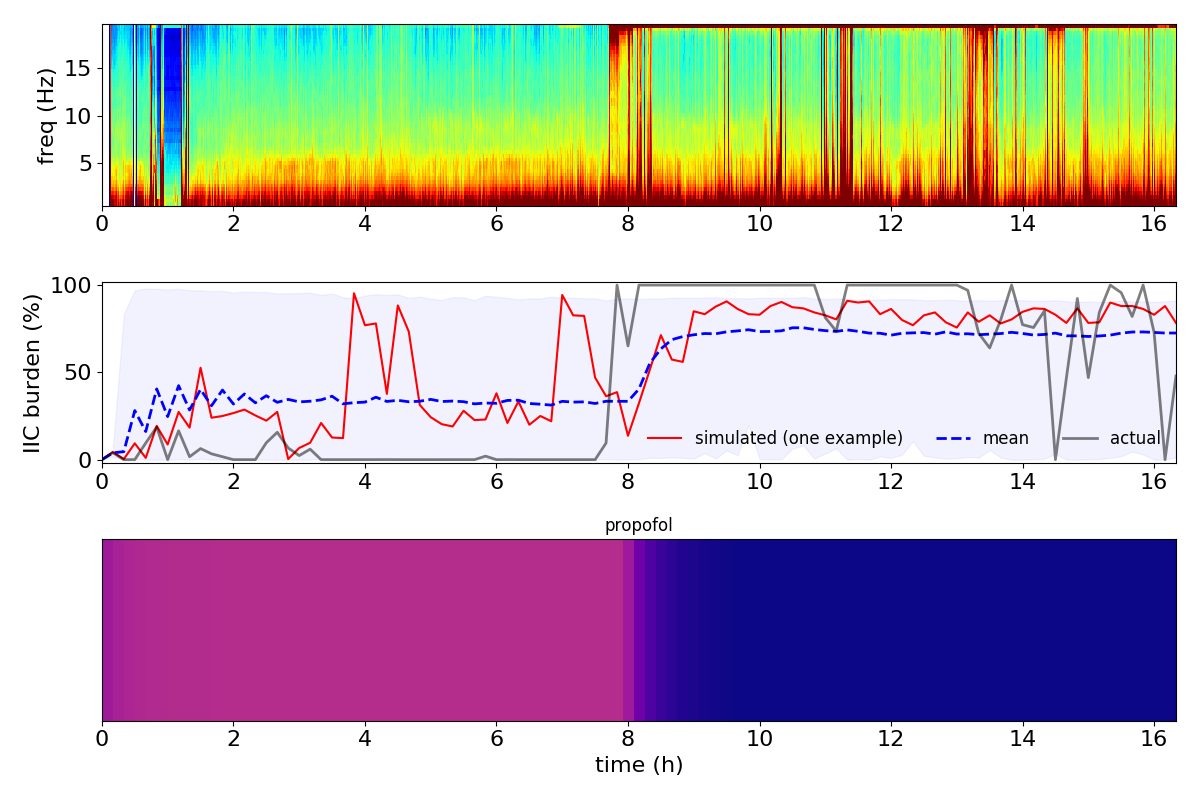 freq (Hz)
15
10
5
0 2 4 6 8 10 12 14 16
IIC burden (%)
100
50
0
simulated (one example) mean actual
0 2 4 6 8 10 12 14 16
propofol
0 2 4 6 8 10 12 14 16
time (h)